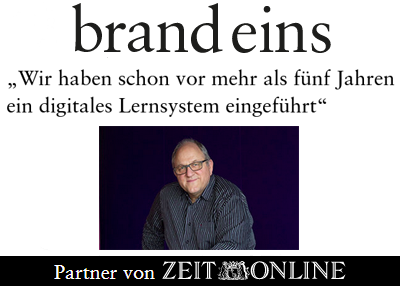 brand eins
„Wir haben schon vor mehr als fünf Jahren
ein digitales Lernsystem eingeführt“
Partner von ZEIT ONLINE